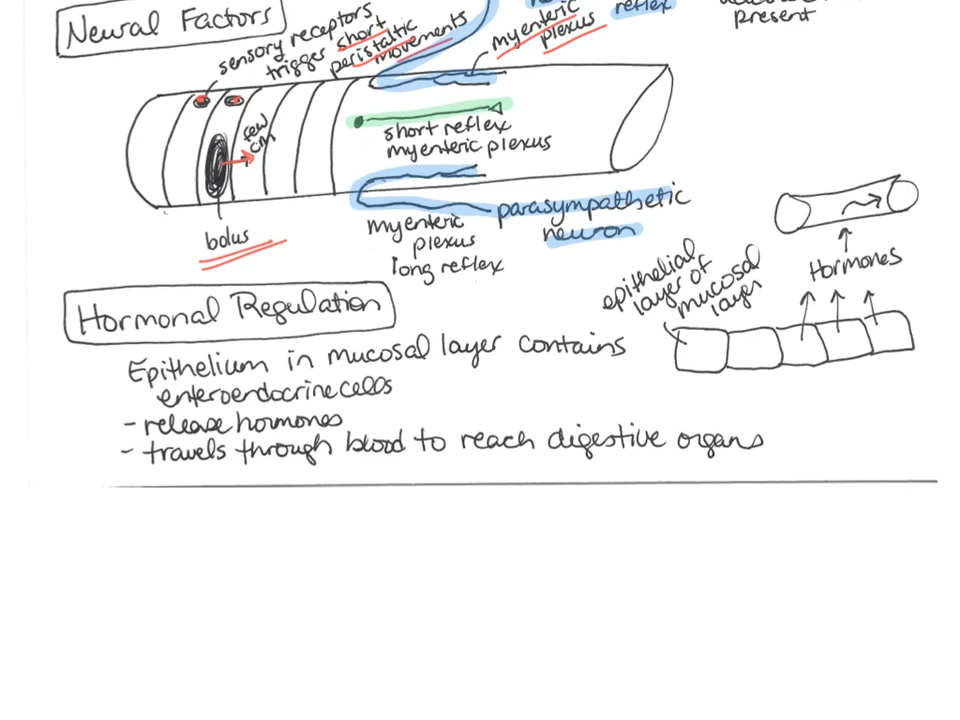 Neural Factors
sensory receptors
trigger short
peristaltic
movements
myenteric
plexus
reflex
present
few
cm
short reflex
myenteric plexus
bolus
myenteric
plexus
long reflex
parasympathetic
neuron
Hormonal Regulation
Epithelium in mucosal layer contains
enteroendocrine cells
- release hormones
- travels through blood to reach digestive organs
epithelial
layer of
mucosal
layer
Hormones